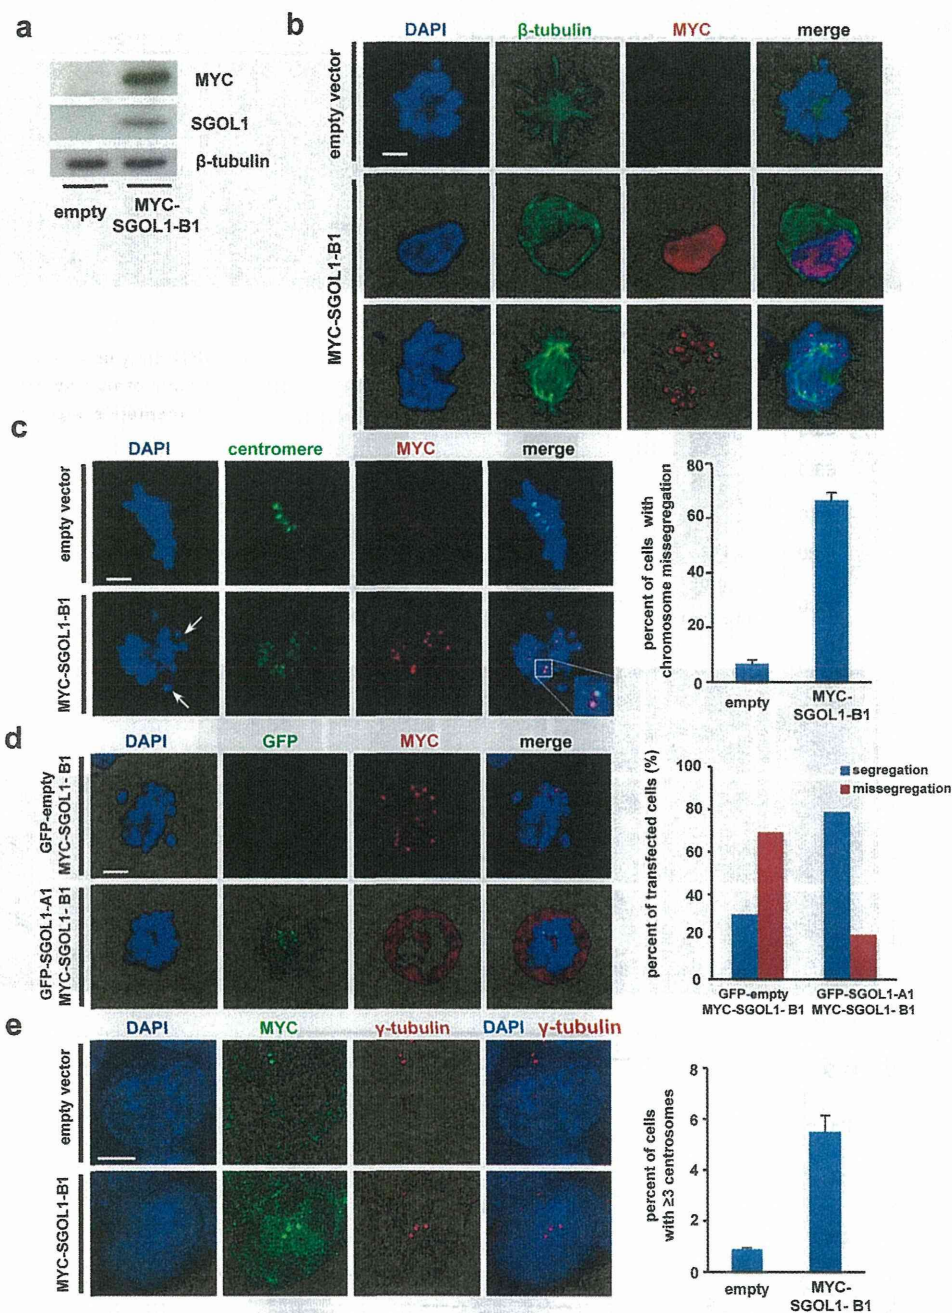 a
MYC
SGOL1
β-tubulin
empty
MYC-
SGOL1-B1
b
DAPI
β-tubulin
MYC
merge
empty vector
MYC-SGOL1-B1
c
DAPI
centromere
MYC
merge
empty vector
MYC-SGOL1-B1
percent of cells with
chromosome missegregation
80
60
40
20
0
empty
MYC-
SGOL1-B1
d
DAPI
GFP
MYC
merge
GFP-empty
MYC-SGOL1- B1
GFP-SGOL1-A1
MYC-SGOL1- B1
percent of transfected cells (%)
100
80
60
40
20
0
segregation
missegregation
GFP-empty
MYC-SGOL1- B1
GFP-SGOL1-A1
MYC-SGOL1- B1
e
DAPI
MYC
γ-tubulin
DAPI γ-tubulin
empty vector
MYC-SGOL1-B1
percent of cells
with ≥3 centrosomes
8
6
4
2
0
empty
MYC-
SGOL1- B1